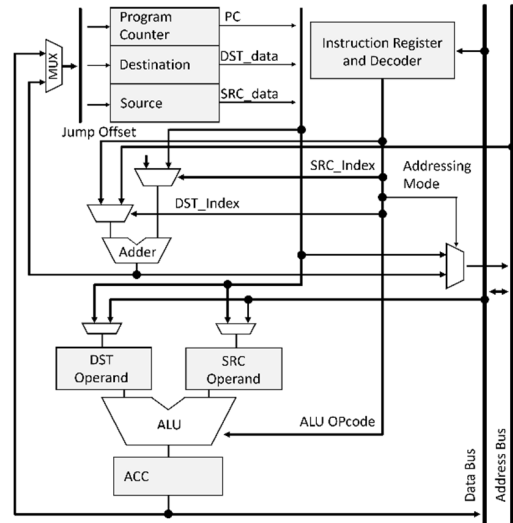 Program
Counter
PC
Instruction Register
and Decoder
MUX
Destination
DST_data
Source
SRC_data
Jump Offset
SRC_Index
Addressing
Mode
DST_Index
Adder
DST
Operand
SRC
Operand
ALU
ALU OPcode
ACC
Data Bus
Address Bus